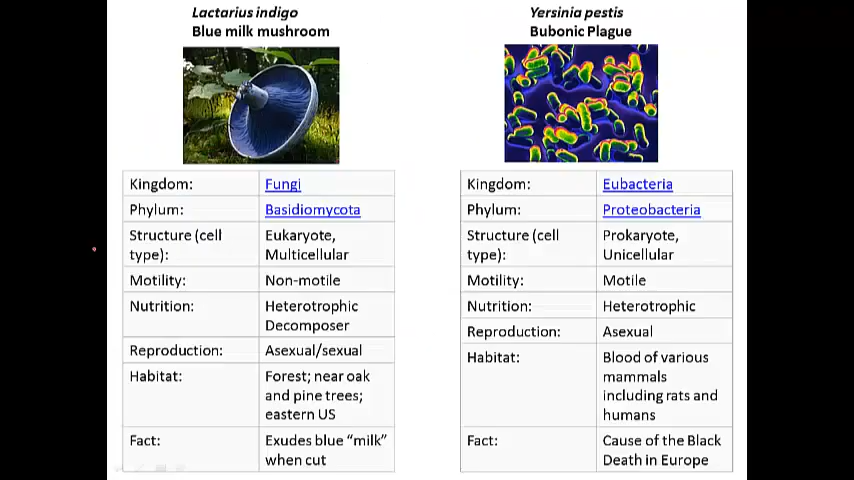 Lactarius indigo
Blue milk mushroom
Kingdom: Fungi
Phylum: Basidiomycota
Structure (cell type): Eukaryote, Multicellular
Motility: Non-motile
Nutrition: Heterotrophic Decomposer
Reproduction: Asexual/sexual
Habitat: Forest; near oak and pine trees; eastern US
Fact: Exudes blue “milk” when cut
Yersinia pestis
Bubonic Plague
Kingdom: Eubacteria
Phylum: Proteobacteria
Structure (cell type): Prokaryote, Unicellular
Motility: Motile
Nutrition: Heterotrophic
Reproduction: Asexual
Habitat: Blood of various mammals including rats and humans
Fact: Cause of the Black Death in Europe